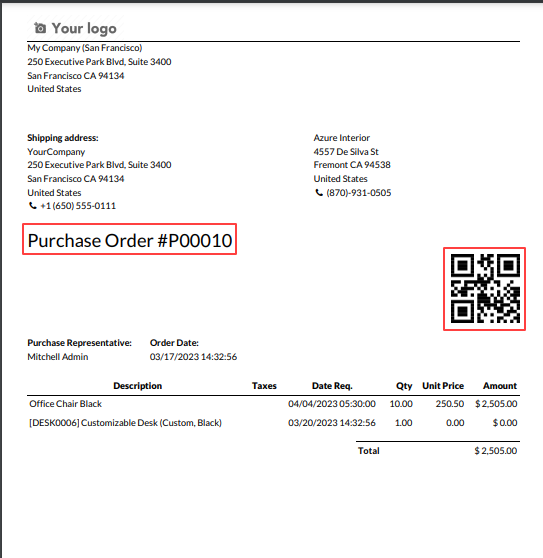 Your logo
My Company (San Francisco)
250 Executive Park Blvd, Suite 3400
San Francisco CA 94134
United States
Shipping address:
YourCompany
250 Executive Park Blvd, Suite 3400
San Francisco CA 94134
United States
+1 (650) 555-0111
Azure Interior
4557 De Silva St
Fremont CA 94538
United States
(870)-931-0505
Purchase Order #P00010
Purchase Representative: Order Date:
Mitchell Admin 03/17/2023 14:32:56
Description Taxes Date Req. Qty Unit Price Amount
Office Chair Black 04/04/2023 05:30:00 10.00 250.50 $ 2,505.00
[DESK0006] Customizable Desk (Custom, Black) 03/20/2023 14:32:56 1.00 0.00 $ 0.00
Total $ 2,505.00